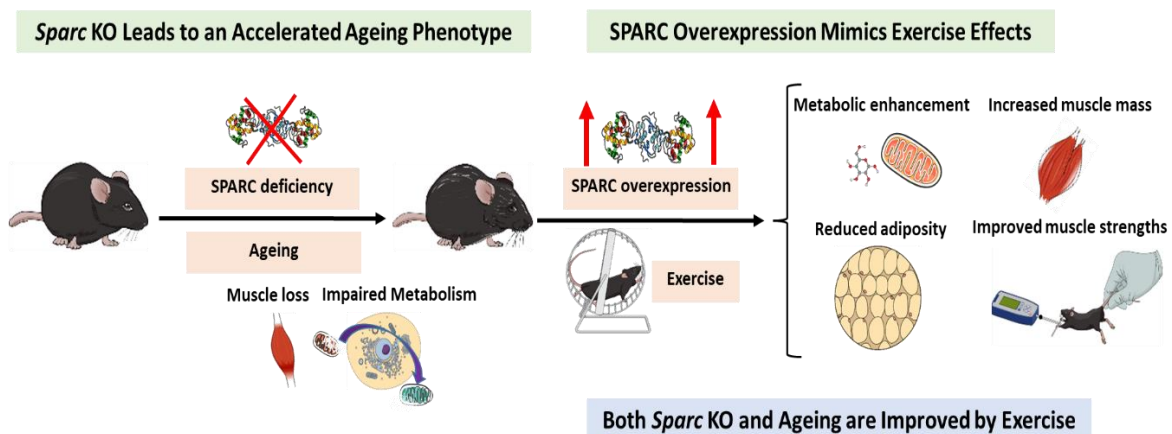 Sparc KO Leads to an Accelerated Ageing Phenotype
SPARC deficiency
Ageing
Muscle loss
Impaired Metabolism
SPARC Overexpression Mimics Exercise Effects
SPARC overexpression
Exercise
Metabolic enhancement
Increased muscle mass
Reduced adiposity
Improved muscle strengths
Both Sparc KO and Ageing are Improved by Exercise